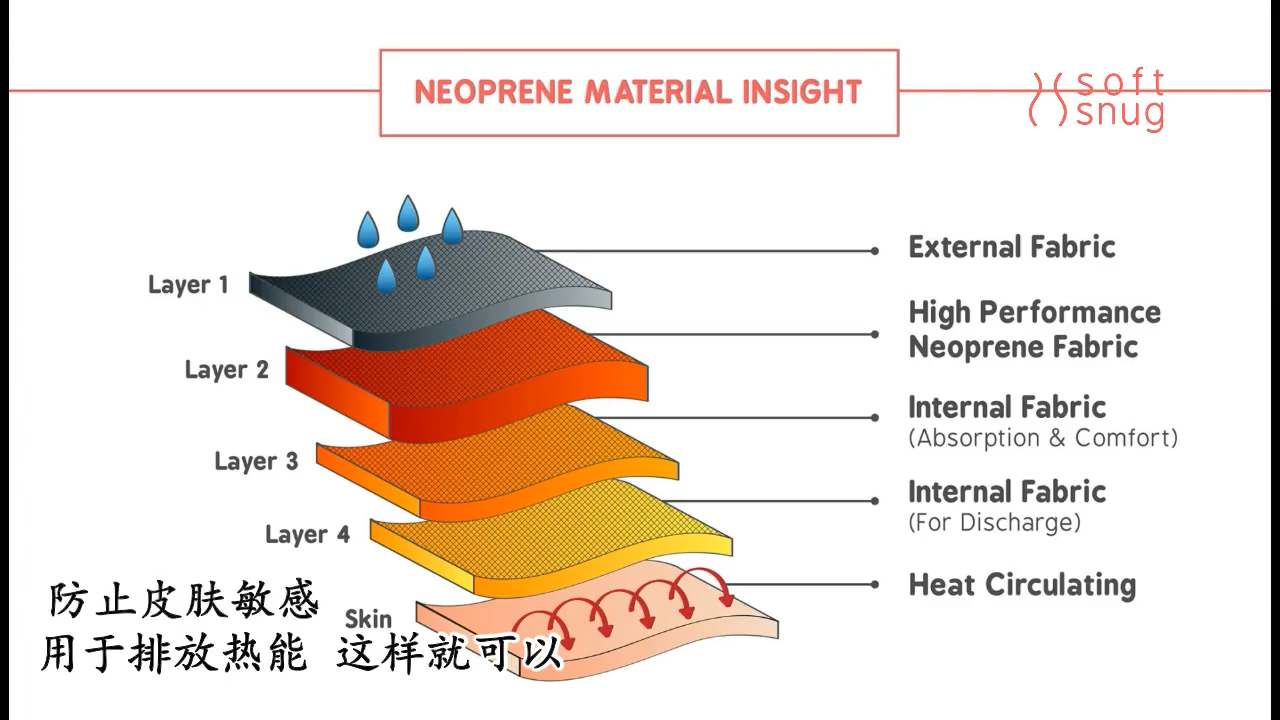 NEOPRENE MATERIAL INSIGHT
soft
snug
Layer 1
External Fabric
Layer 2
High Performance
Neoprene Fabric
Layer 3
Internal Fabric
(Absorption & Comfort)
Layer 4
Internal Fabric
(For Discharge)
Skin
Heat Circulating
防止皮肤敏感
用于排放热能 这样就可以